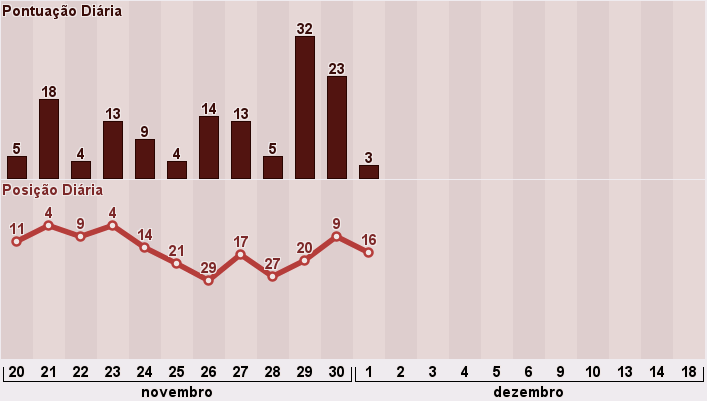 Pontuação Diária
5 18 4 13 9 4 14 13 5 32 23 3
Posição Diária
11 4 9 4 14 21 29 17 27 20 9 16
20 21 22 23 24 25 26 27 28 29 30 1 2 3 4 5 6 9 10 13 14 18
novembro dezembro